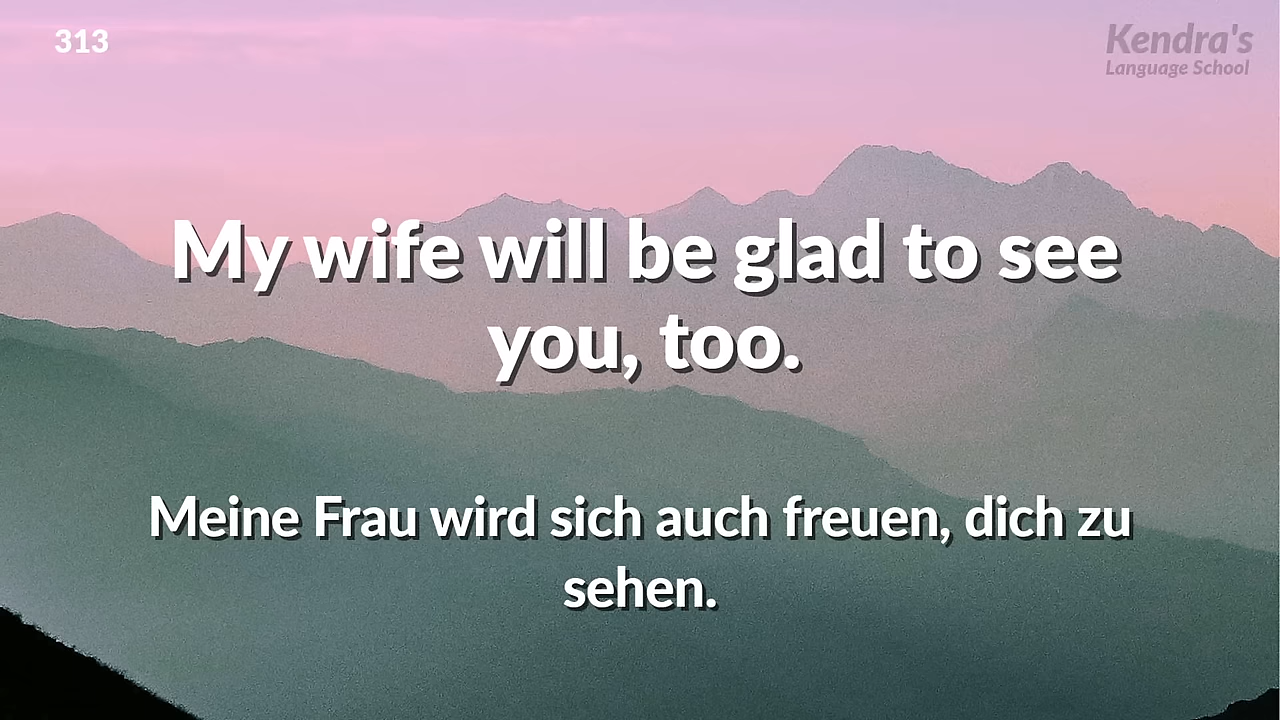 313
Kendra's
Language School
My wife will be glad to see
you, too.
Meine Frau wird sich auch freuen, dich zu
sehen.